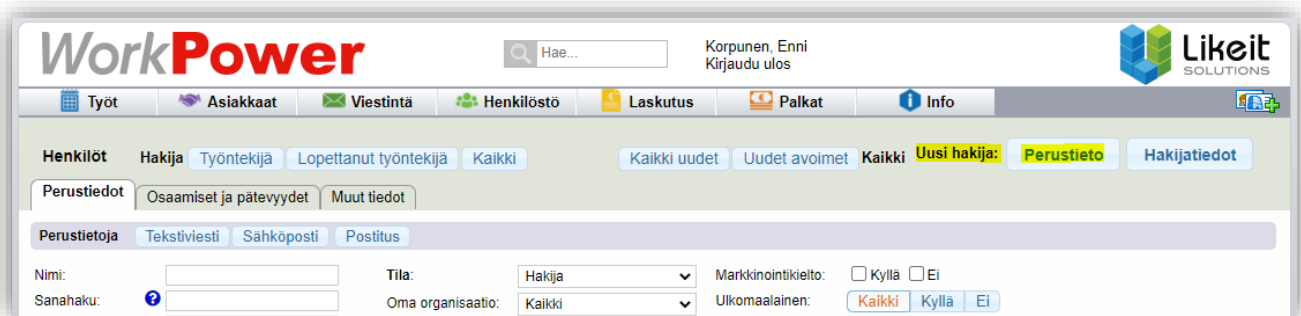 WorkPower
Hae...
Korpunen, Enni
Kirjaudu ulos
Likeit
SOLUTIONS
Työt Asiakkaat Viestintä Henkilöstö Laskutus Palkat Info
Henkilöt Hakija Työntekijä Lopettanut työntekijä Kaikki Kaikki uudet Uudet avoimet Kaikki Uusi hakija: Perustieto Hakijatiedot
Perustiedot Osaamiset ja pätevyydet Muut tiedot
Perustietoja Tekstiviesti Sähköposti Postitus
Nimi: Tila: Hakija Markkinointikielto: Kyllä Ei
Sanahaku: ? Oma organisaatio: Kaikki Ulkomaalainen: Kaikki Kyllä Ei